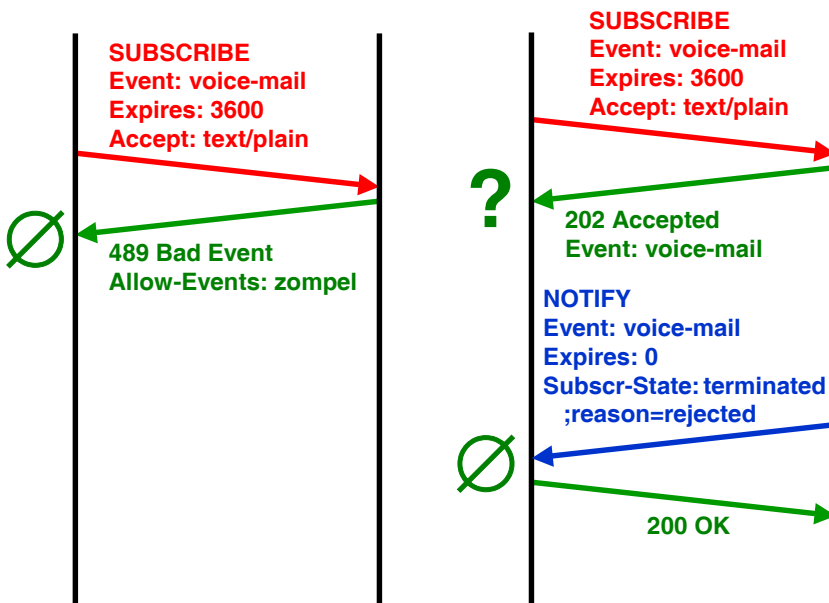 SUBSCRIBE
Event: voice-mail
Expires: 3600
Accept: text/plain
489 Bad Event
Allow-Events: zompel
SUBSCRIBE
Event: voice-mail
Expires: 3600
Accept: text/plain
?
202 Accepted
Event: voice-mail
NOTIFY
Event: voice-mail
Expires: 0
Subscr-State: terminated
;reason=rejected
200 OK